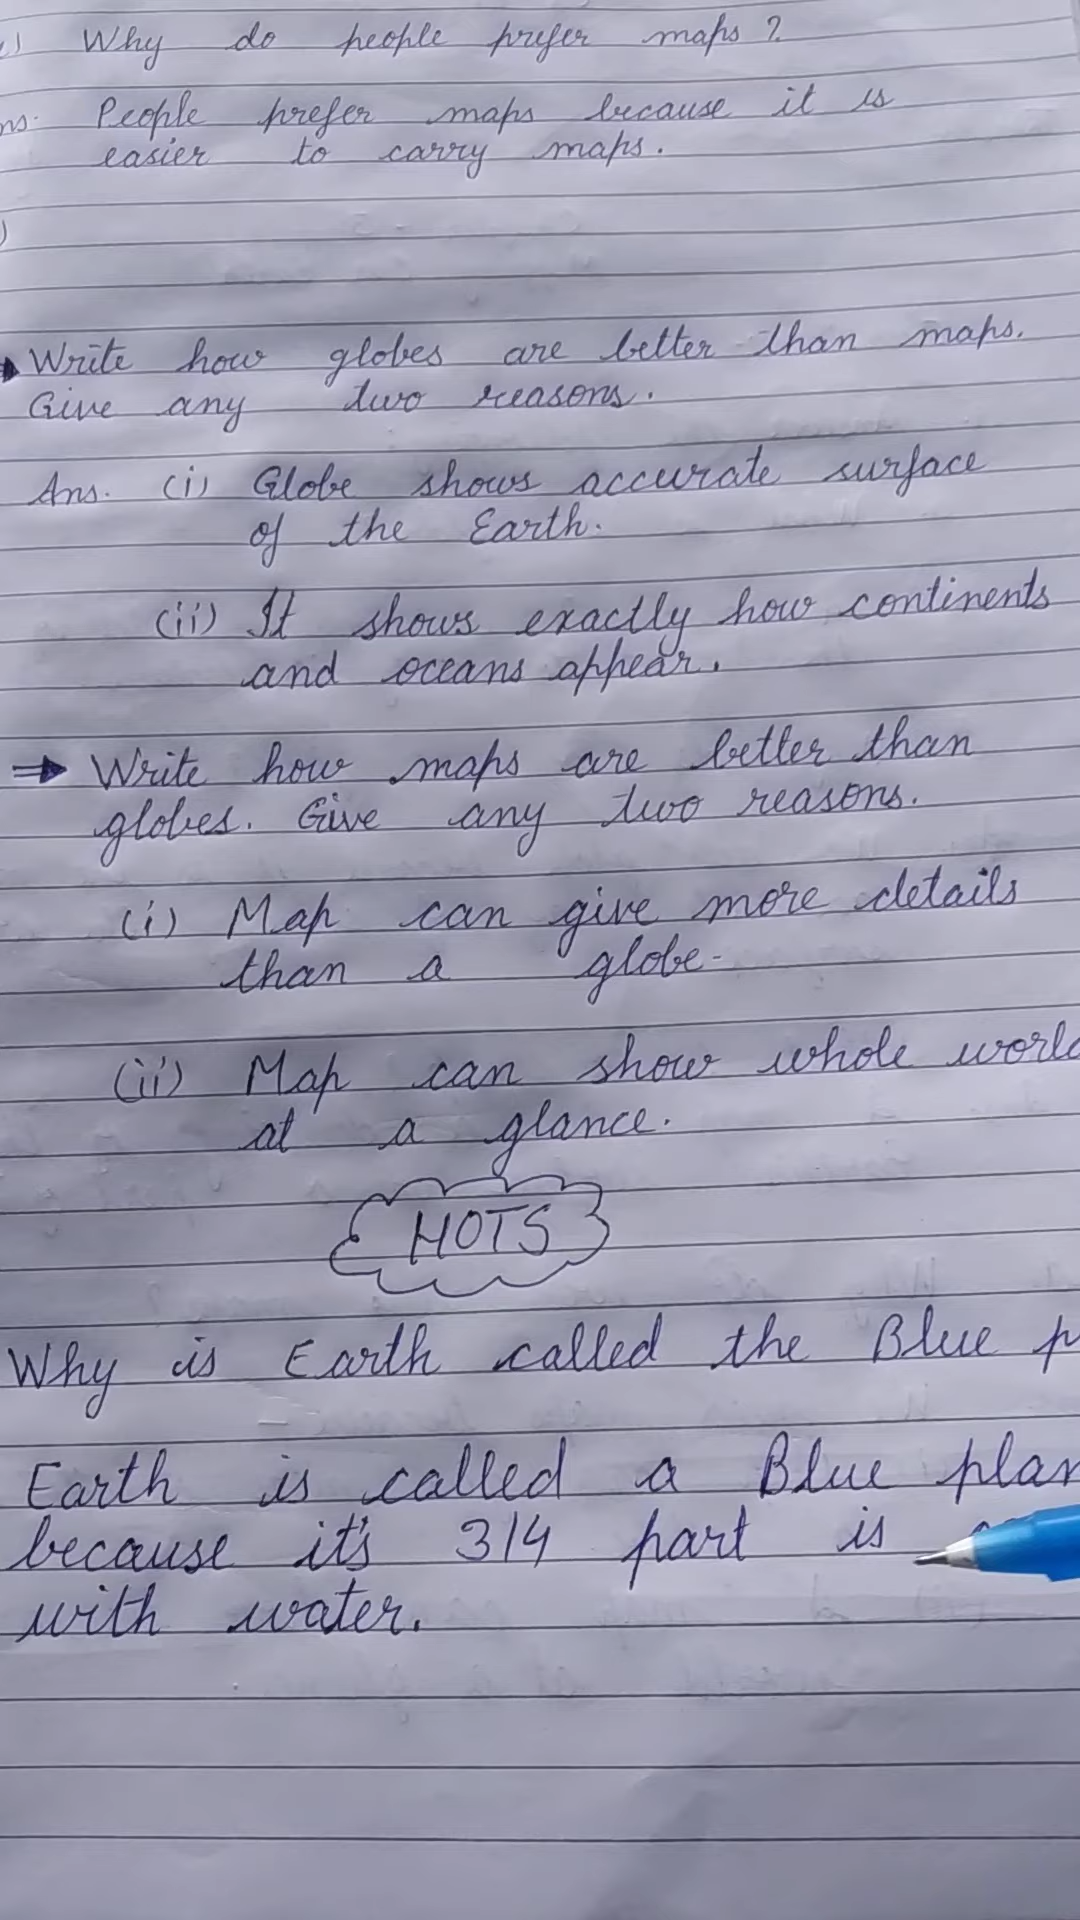 Why do people prefer maps ?
People prefer maps because it is
easier to carry maps.
Write how globes are better than maps.
Give any two reasons.
Ans. (i) Globe shows accurate surface
of the Earth.
(ii) It shows exactly how continents
and oceans appear.
⇒ Write how maps are better than
globes. Give any two reasons.
(i) Map can give more details
than a globe.
(ii) Map can show whole world
at a glance.
HOTS
Why is Earth called the Blue
Earth is called a Blue
because it's 3/4 part is
with water.